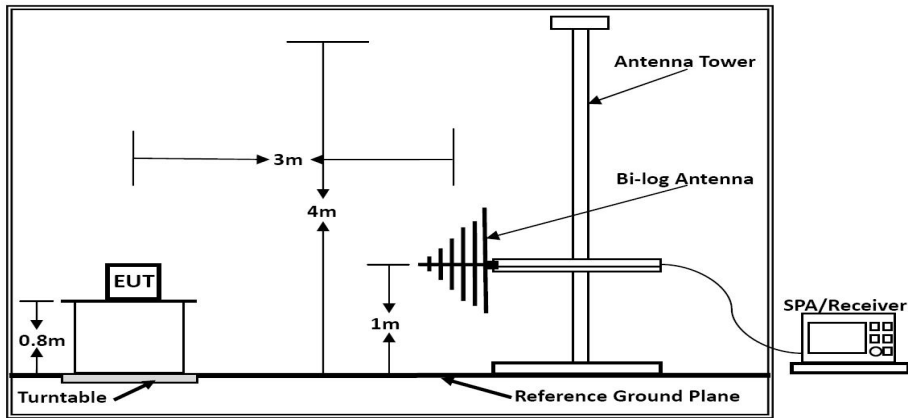 Antenna Tower
3m
Bi-log Antenna
4m
EUT
SPA/Receiver
1m
0.8m
Turntable
Reference Ground Plane